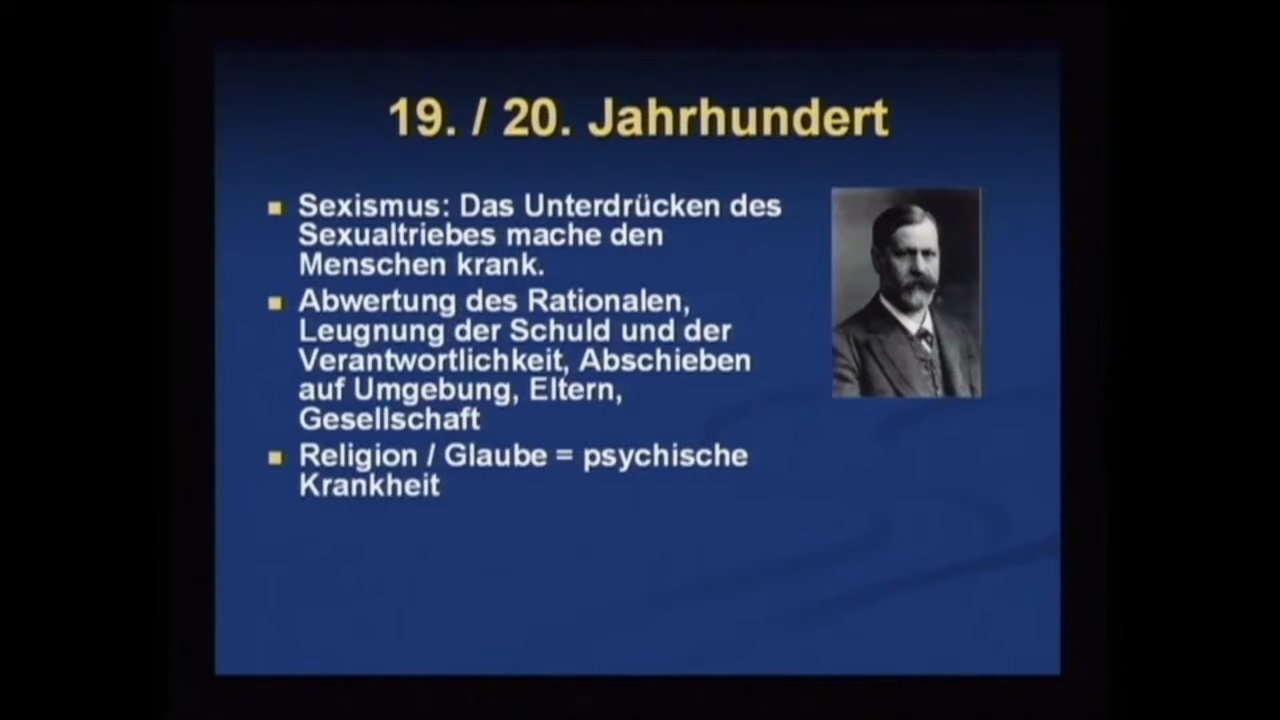 19. / 20. Jahrhundert
Sexismus: Das Unterdrücken des
Sexualtriebes mache den
Menschen krank.
Abwertung des Rationalen,
Leugnung der Schuld und der
Verantwortlichkeit, Abschieben
auf Umgebung, Eltern,
Gesellschaft
Religion / Glaube = psychische
Krankheit